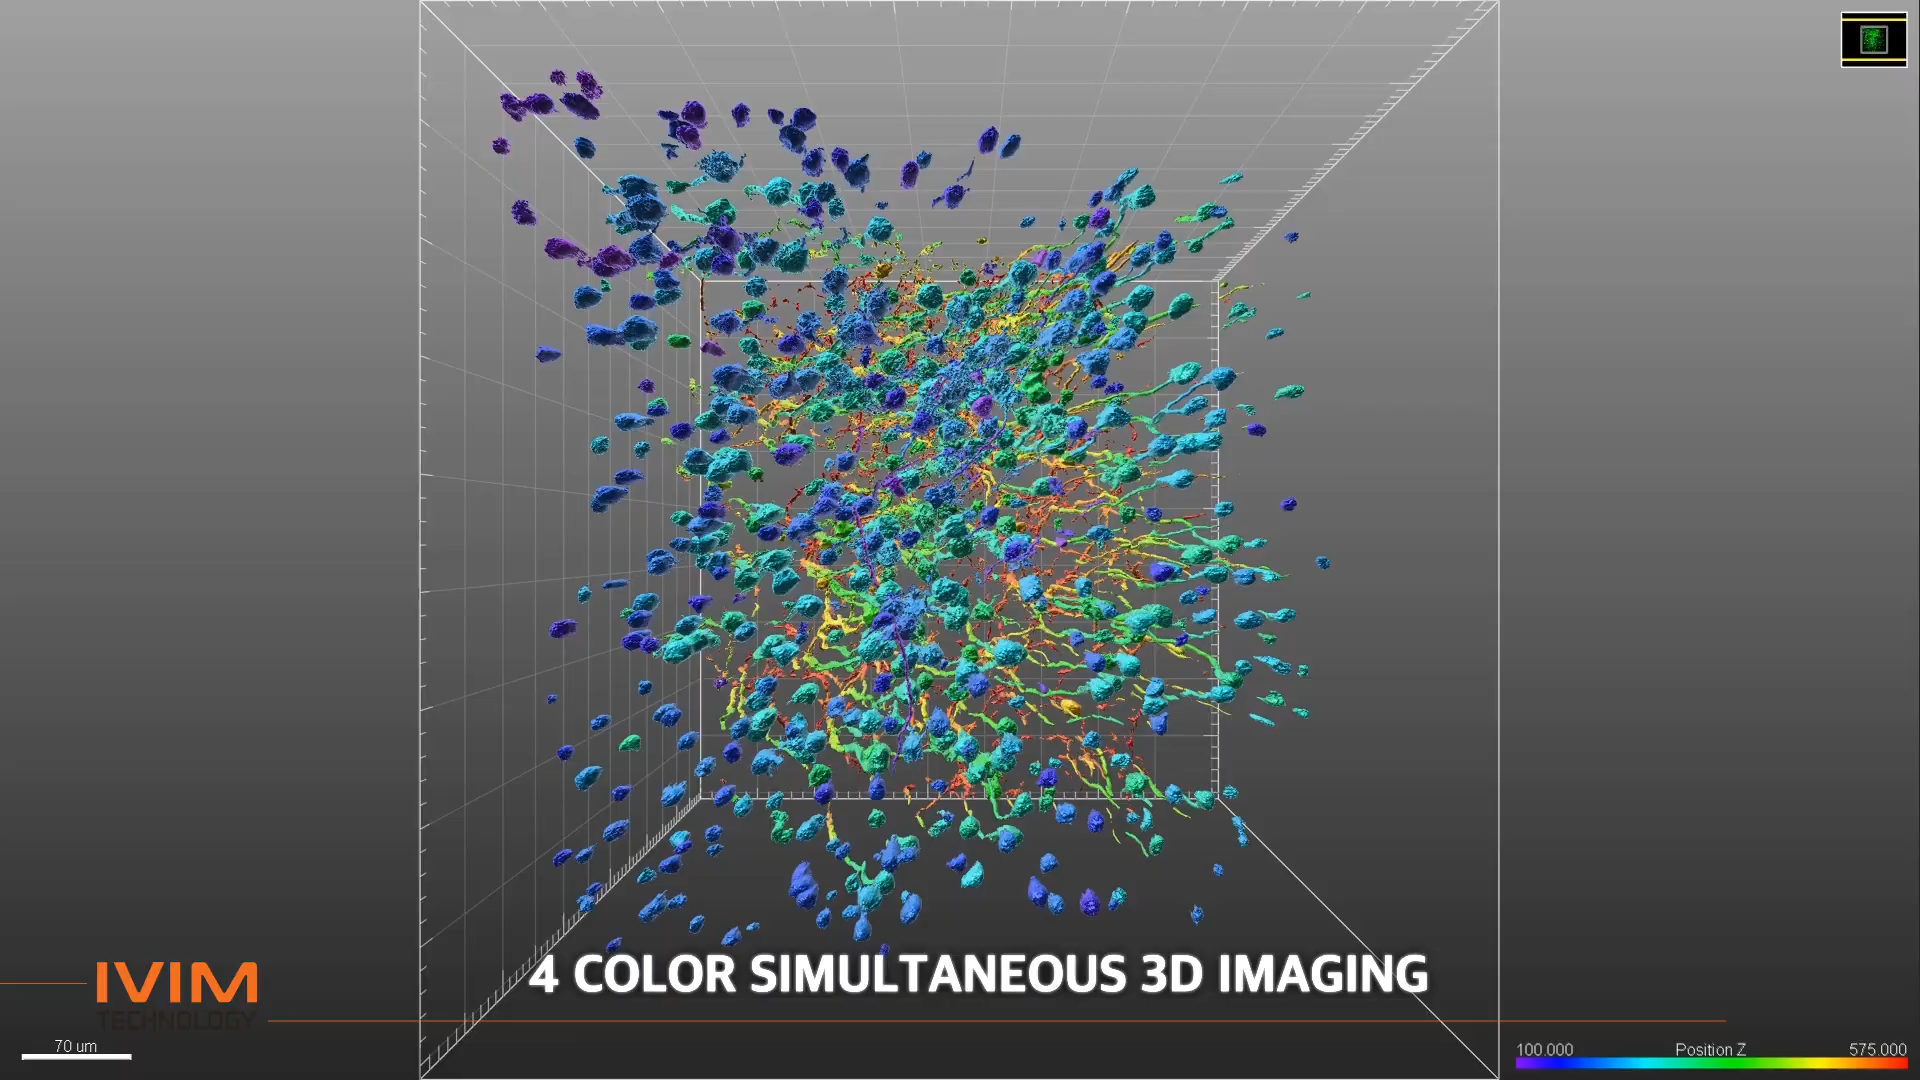 4 COLOR SIMULTANEOUS 3D IMAGING
IVIM
TECHNOLOGY
70 um
100.000 Position Z 575.000